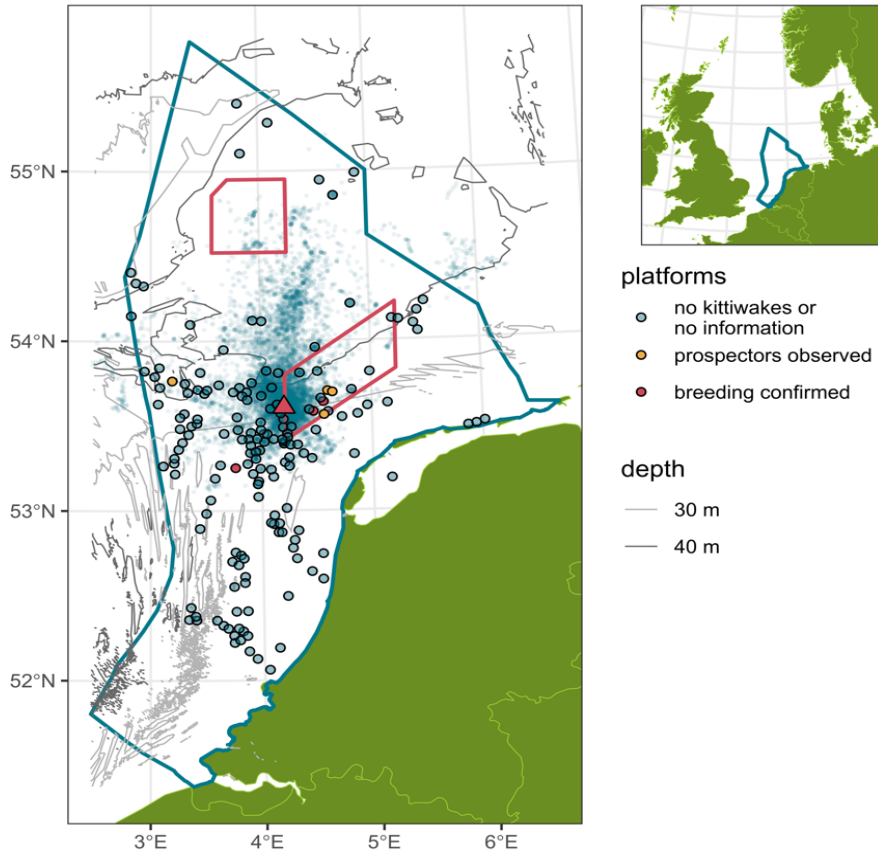 55°N
54°N
53°N
52°N
3°E
4°E
5°E
6°E
platforms
no kittiwakes or
no information
prospectors observed
breeding confirmed
depth
30 m
40 m